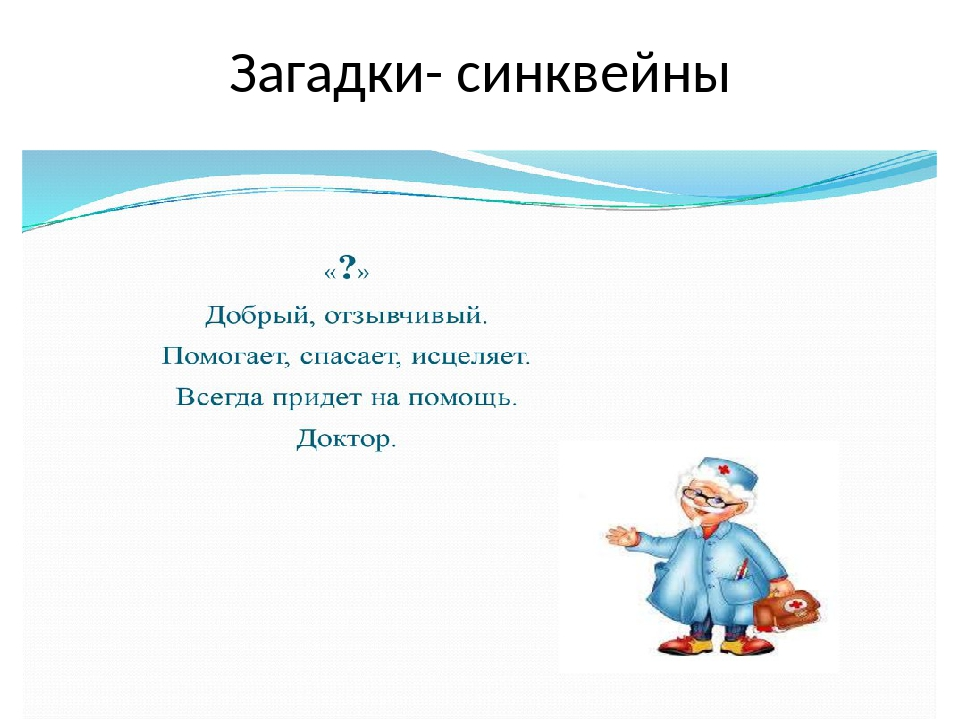 Загадки- синквейны
«?»
Добрый, отзывчивый.
Помогает, спасает, исцеляет.
Всегда придет на помощь.
Доктор.